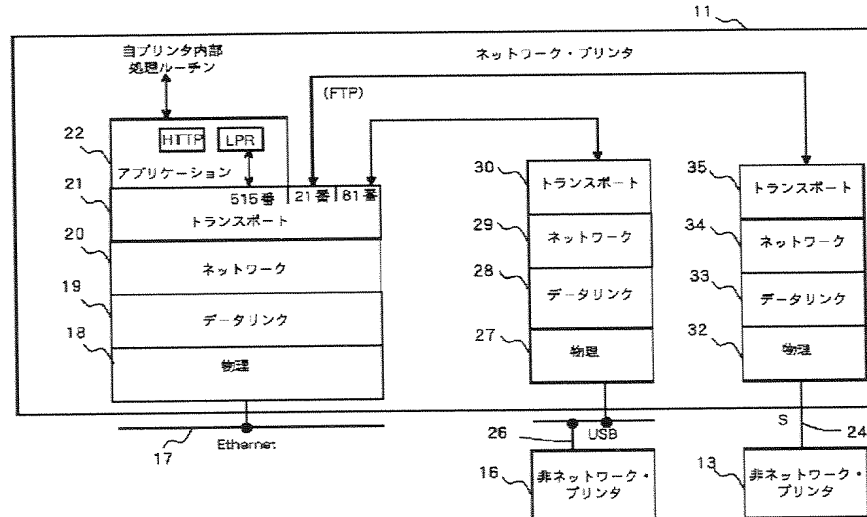 11
自プリンタ内部
処理ルーチン
ネットワーク・プリンタ
(FTP)
22
HTTP
LPR
アプリケーション
21
515番
21番
81番
トランスポート
20
ネットワーク
19
データリンク
18
物理
30
トランスポート
29
ネットワーク
28
データリンク
27
物理
35
トランスポート
34
ネットワーク
33
データリンク
32
物理
17
Ethernet
26
USB
S
24
16
非ネットワーク・
プリンタ
13
非ネットワーク・
プリンタ